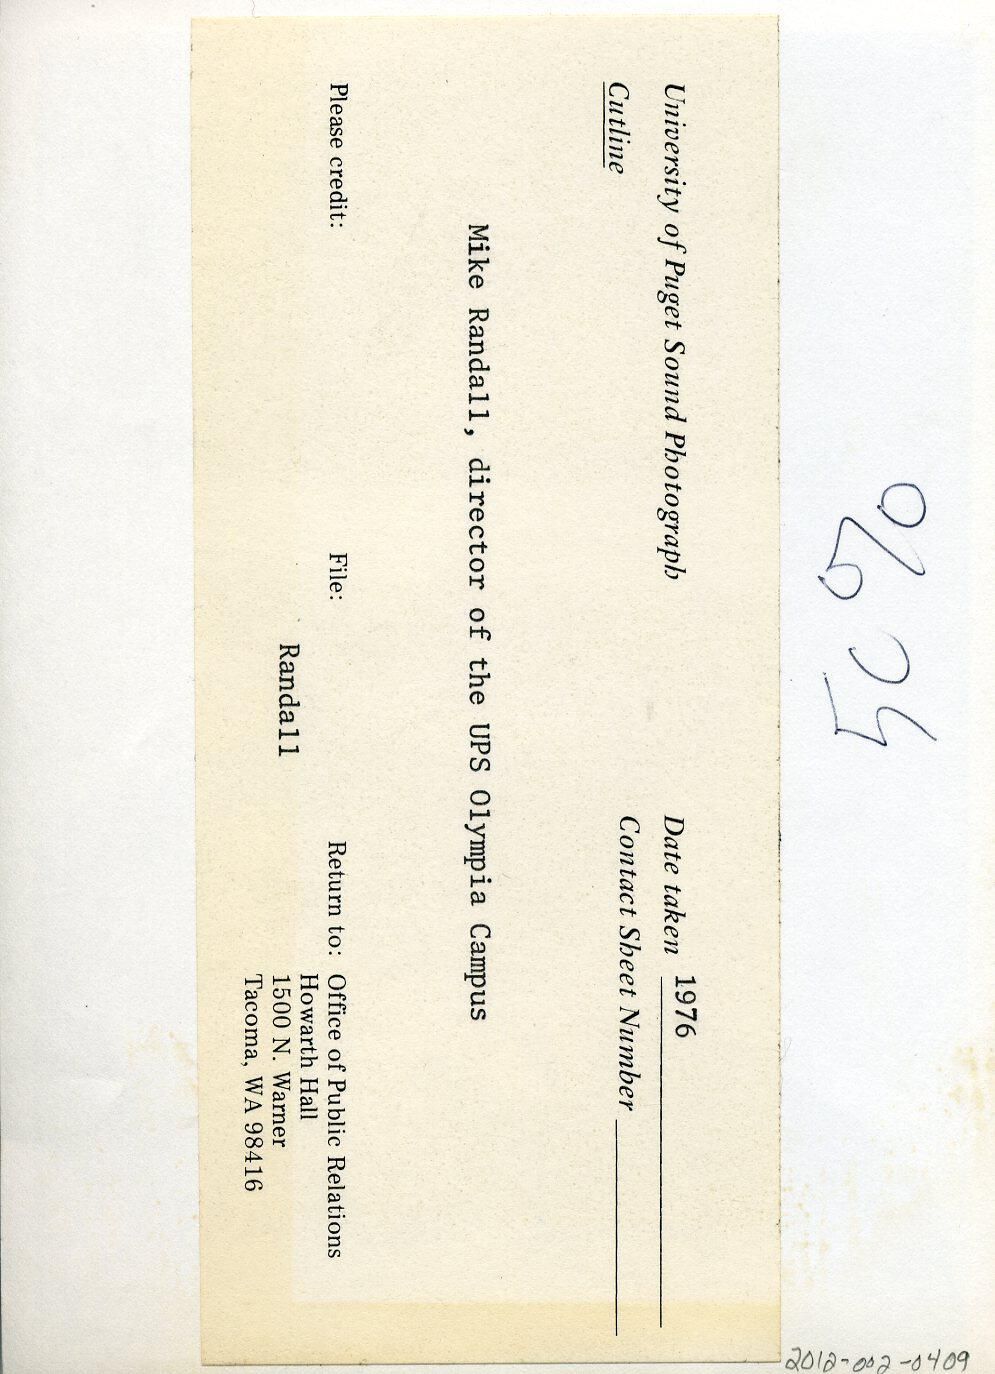 University of Puget Sound Photograph
Date taken 1976
Cutline
Contact Sheet Number
Mike Randall, director of the UPS Olympia Campus
Please credit:
File:
Randall
Return to: Office of Public Relations
Howarth Hall
1500 N. Warner
Tacoma, WA 98416
2012-002-0409